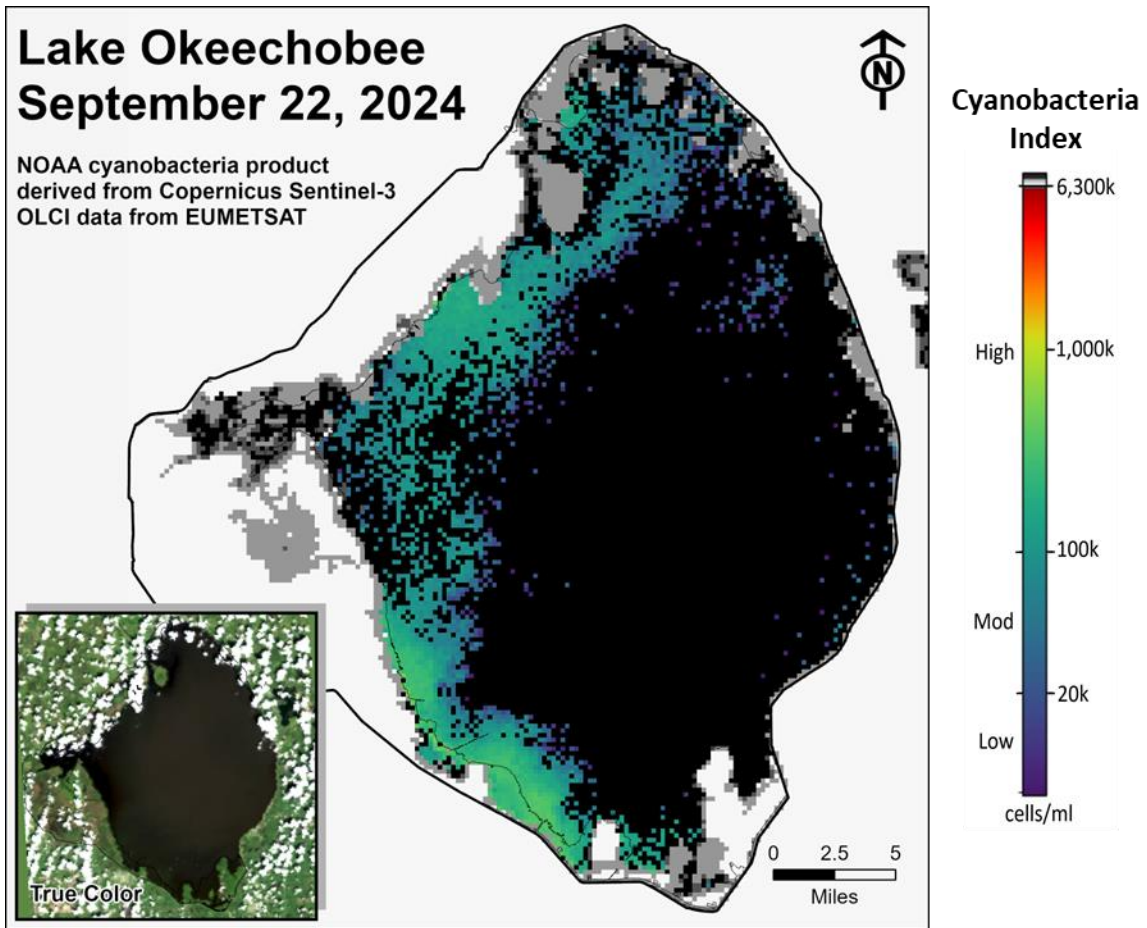 Lake Okeechobee
September 22, 2024
NOAA cyanobacteria product
derived from Copernicus Sentinel-3
OLCI data from EUMETSAT
N
Cyanobacteria
Index
6,300k
High
1,000k
100k
Mod
20k
Low
cells/ml
True Color
0 2.5 5
Miles